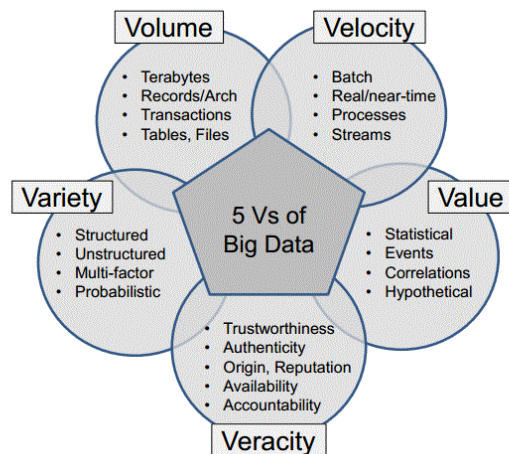 Volume
• Terabytes
• Records/Arch
• Transactions
• Tables, Files
Velocity
• Batch
• Real/near-time
• Processes
• Streams
Variety
• Structured
• Unstructured
• Multi-factor
• Probabilistic
5 Vs of
Big Data
Value
• Statistical
• Events
• Correlations
• Hypothetical
• Trustworthiness
• Authenticity
• Origin, Reputation
• Availability
• Accountability
Veracity